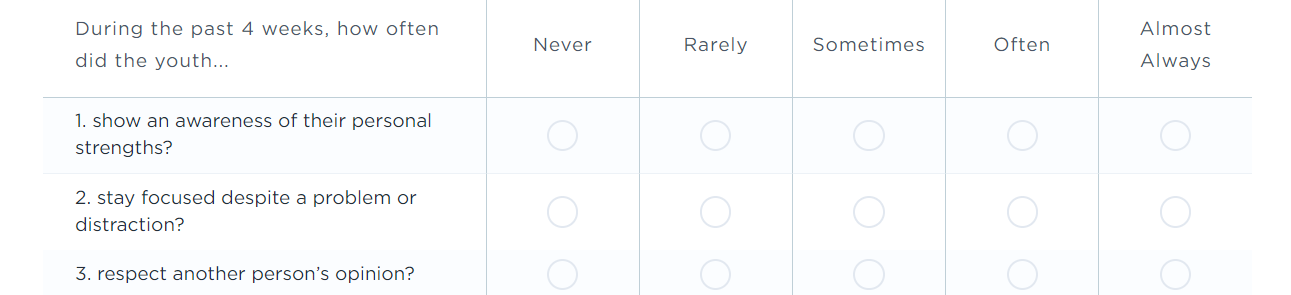 During the past 4 weeks, how often
did the youth...
Never
Rarely
Sometimes
Often
Almost
Always
1. show an awareness of their personal
strengths?
2. stay focused despite a problem or
distraction?
3. respect another person’s opinion?